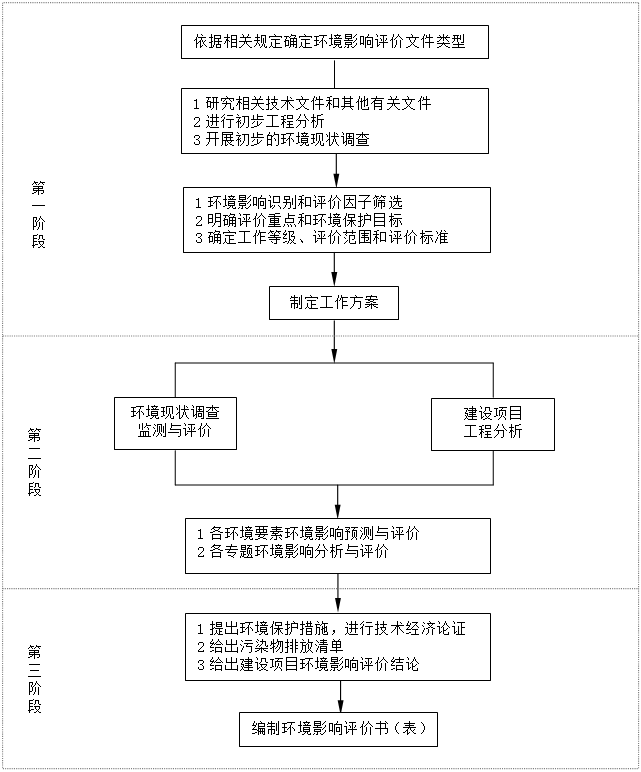 依据相关规定确定环境影响评价文件类型
1 研究相关技术文件和其他有关文件
2 进行初步工程分析
3 开展初步的环境现状调查
第一阶段
1 环境影响识别和评价因子筛选
2 明确评价重点和环境保护目标
3 确定工作等级、评价范围和评价标准
制定工作方案
第二阶段
环境现状调查
监测与评价
建设项目
工程分析
1 各环境要素环境影响预测与评价
2 各专题环境影响分析与评价
第三阶段
1 提出环境保护措施，进行技术经济论证
2 给出污染物排放清单
3 给出建设项目环境影响评价结论
编制环境影响评价书（表）